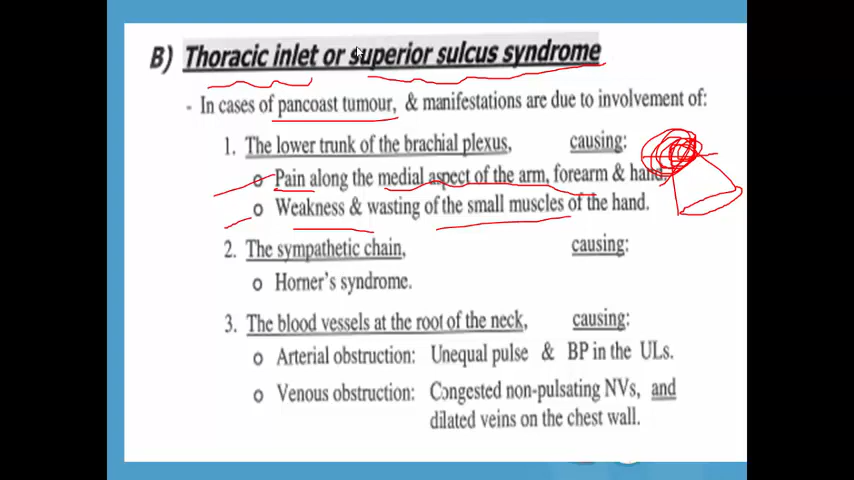 B) Thoracic inlet or superior sulcus syndrome
- In cases of pancoast tumour, & manifestations are due to involvement of:
1. The lower trunk of the brachial plexus, causing:
o Pain along the medial aspect of the arm, forearm & hand.
o Weakness & wasting of the small muscles of the hand.
2. The sympathetic chain, causing:
o Horner's syndrome.
3. The blood vessels at the root of the neck, causing:
o Arterial obstruction: Unequal pulse & BP in the ULs.
o Venous obstruction: Congested non-pulsating NVs, and
dilated veins on the chest wall.